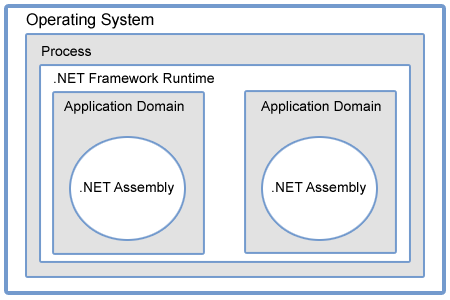 Operating System
Process
.NET Framework Runtime
Application Domain
Application Domain
.NET Assembly
.NET Assembly